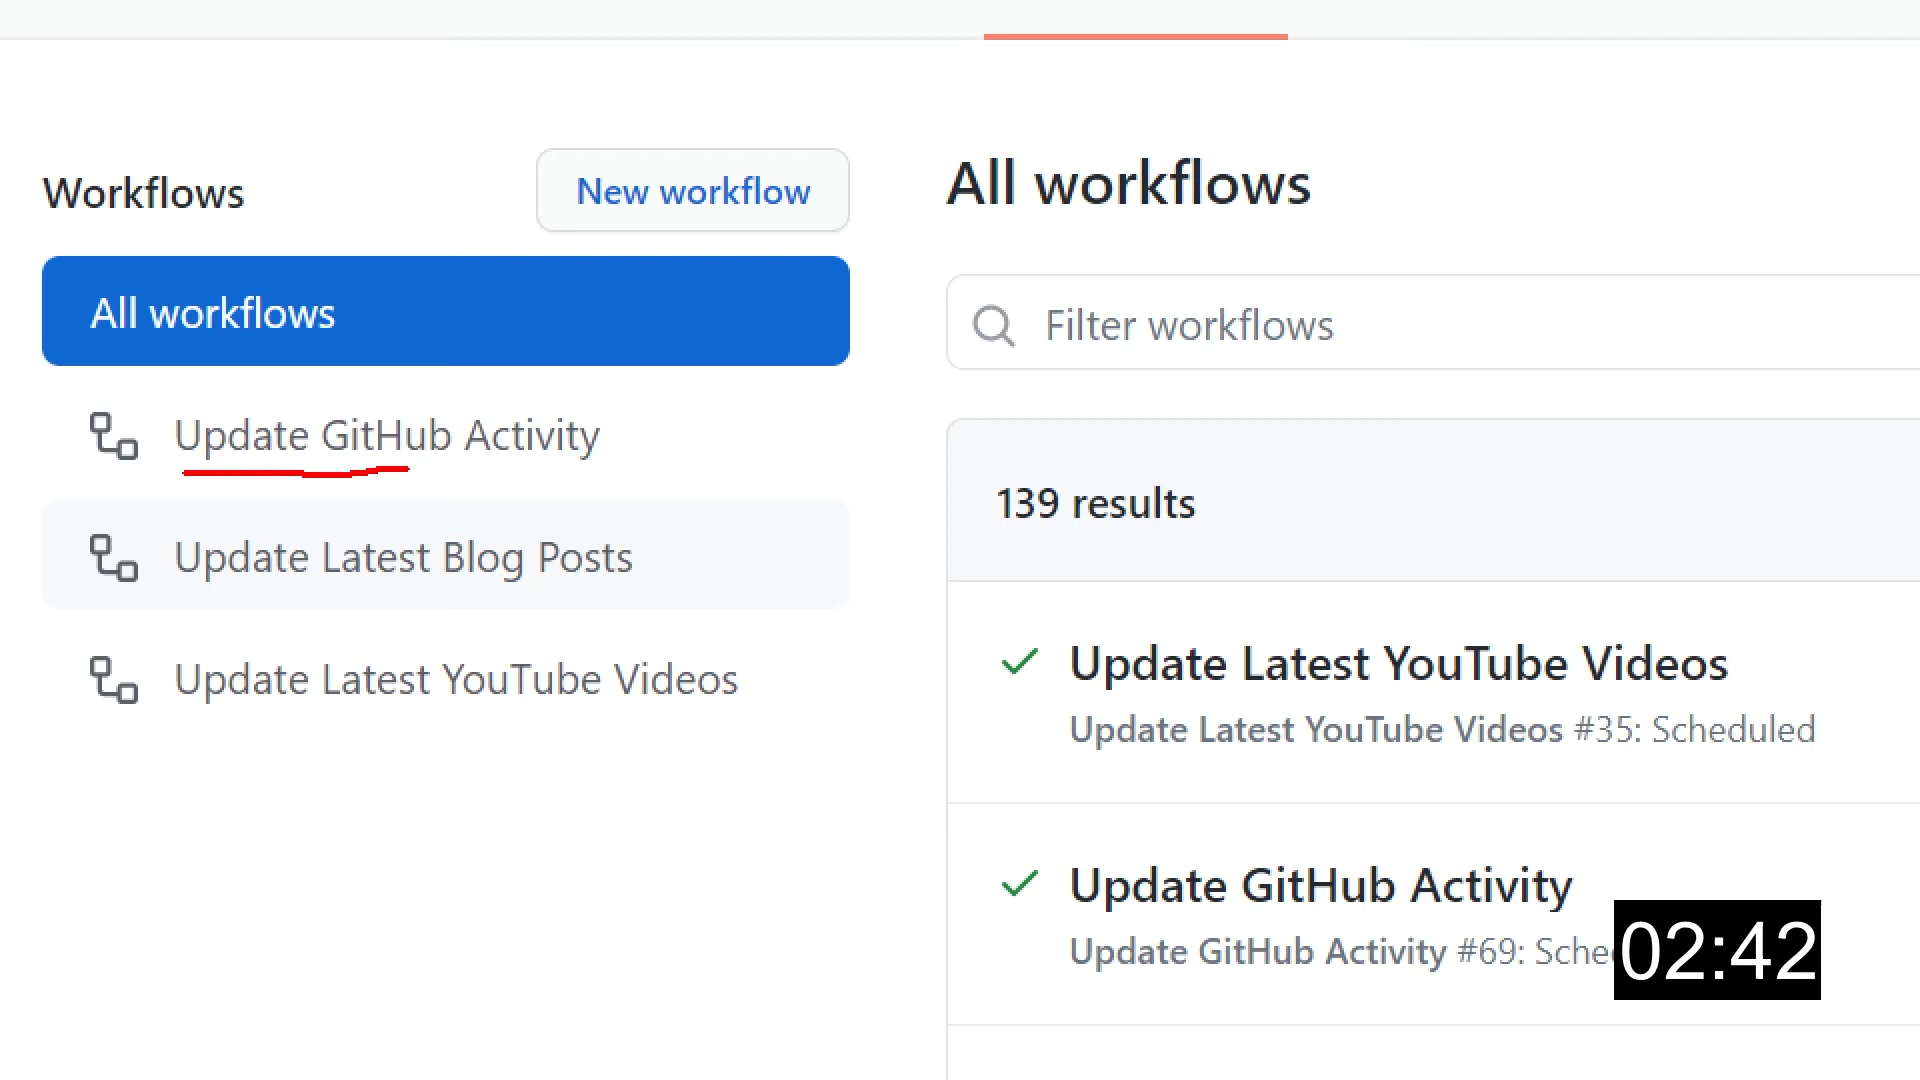 Workflows
New workflow
All workflows
Update GitHub Activity
Update Latest Blog Posts
Update Latest YouTube Videos
All workflows
Filter workflows
139 results
Update Latest YouTube Videos
Update Latest YouTube Videos #35: Scheduled
Update GitHub Activity
Update GitHub Activity #69: Sche
02:42